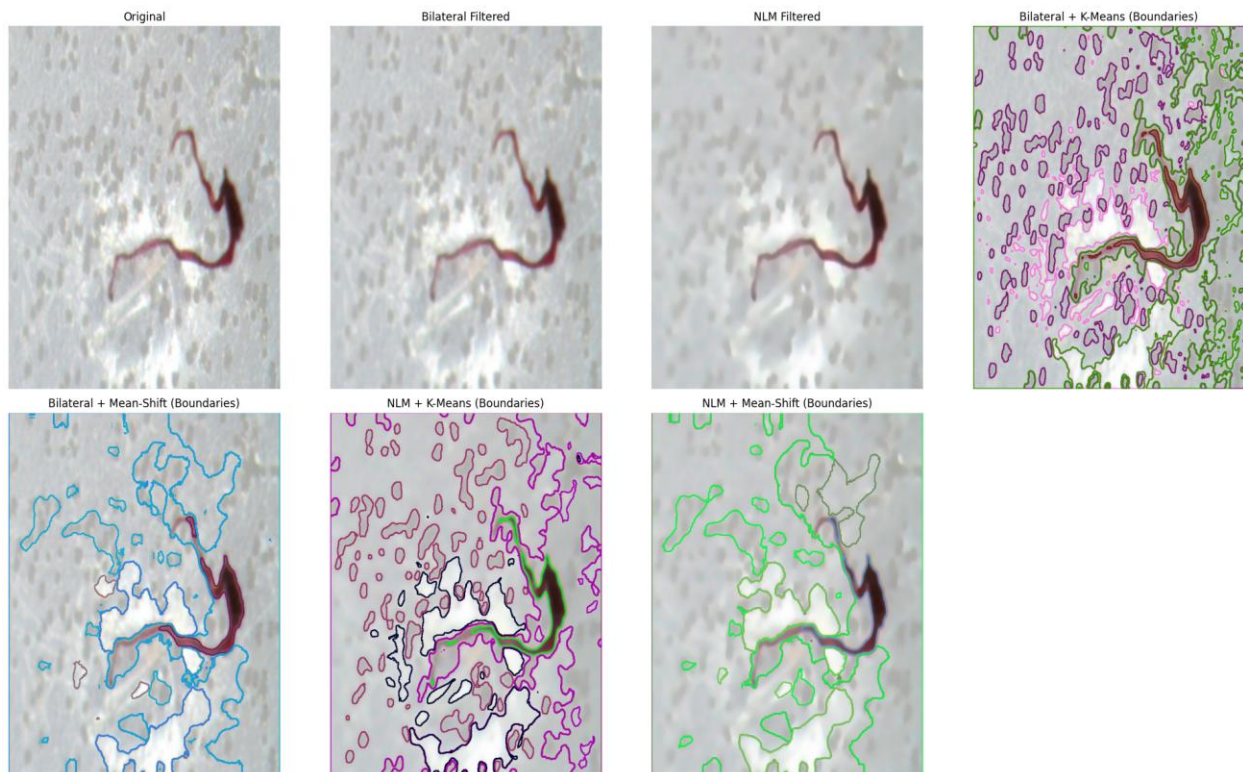 Original
Bilateral Filtered
NLM Filtered
Bilateral + K-Means (Boundaries)
Bilateral + Mean-Shift (Boundaries)
NLM + K-Means (Boundaries)
NLM + Mean-Shift (Boundaries)